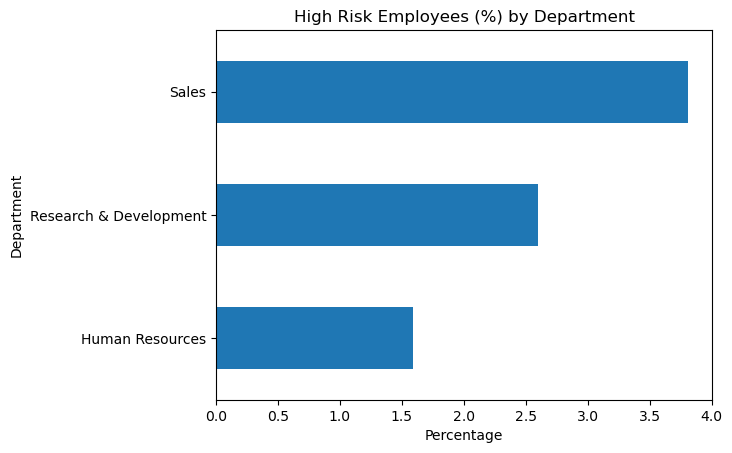 High Risk Employees (%) by Department
Sales
Research & Development
Human Resources
Department
0.0 0.5 1.0 1.5 2.0 2.5 3.0 3.5 4.0
Percentage